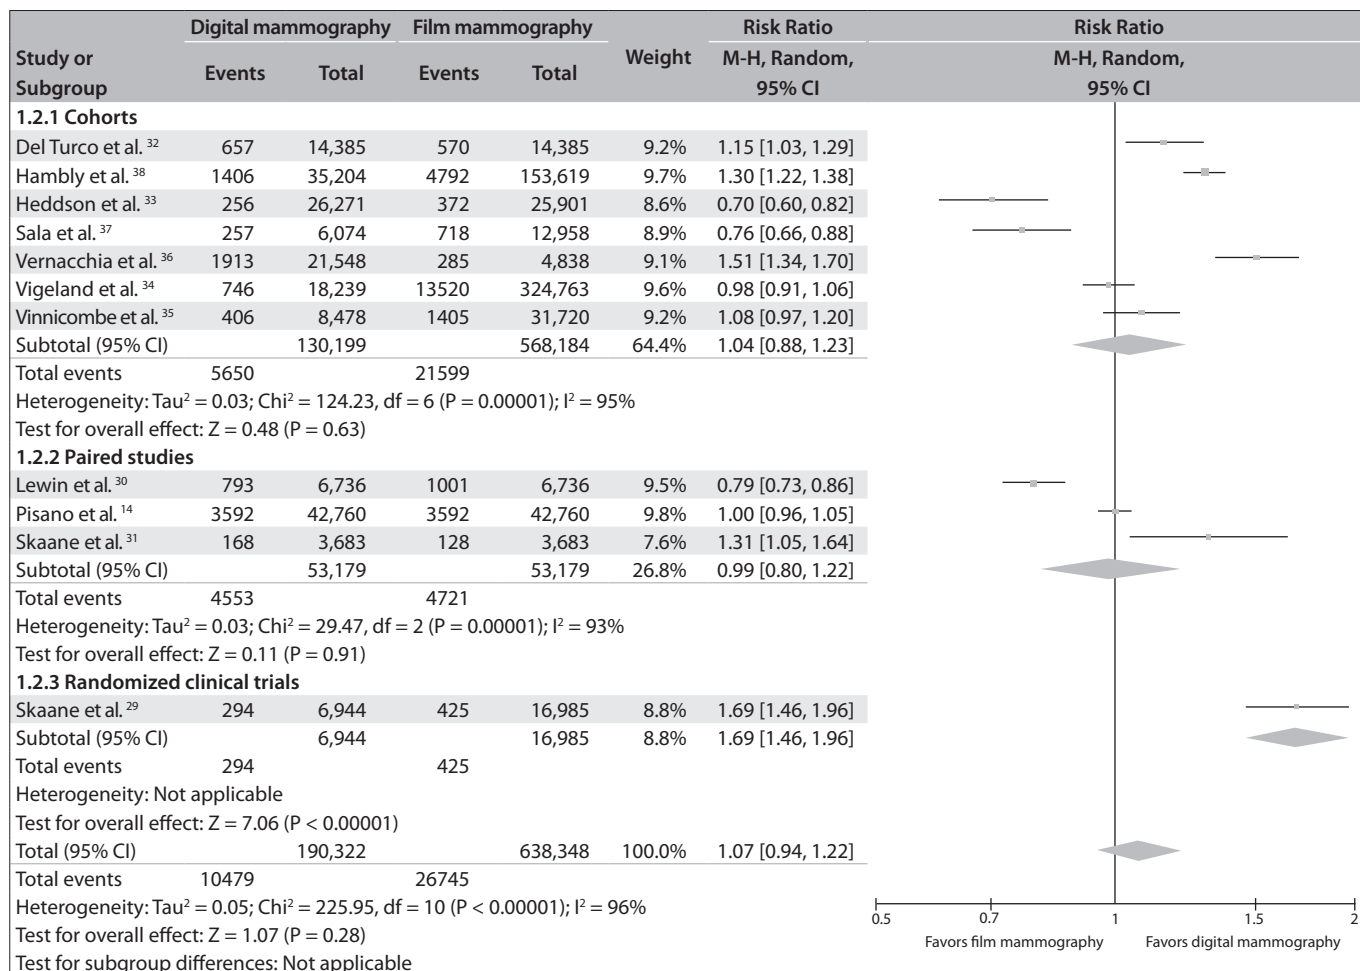 Study or Subgroup Digital mammography Film mammography Weight Risk Ratio Risk Ratio
Events Total Events Total M-H, Random, 95% CI M-H, Random, 95% CI
1.2.1 Cohorts
Del Turco et al. 32 657 14,385 570 14,385 9.2% 1.15 [1.03, 1.29]
Hambly et al. 38 1406 35,204 4792 153,619 9.7% 1.30 [1.22, 1.38]
Heddson et al. 33 256 26,271 372 25,901 8.6% 0.70 [0.60, 0.82]
Sala et al. 37 257 6,074 718 12,958 8.9% 0.76 [0.66, 0.88]
Vernacchia et al. 36 1913 21,548 285 4,838 9.1% 1.51 [1.34, 1.70]
Vigeland et al. 34 746 18,239 13520 324,763 9.6% 0.98 [0.91, 1.06]
Vinnicombe et al. 35 406 8,478 1405 31,720 9.2% 1.08 [0.97, 1.20]
Subtotal (95% CI) 130,199 568,184 64.4% 1.04 [0.88, 1.23]
Total events 5650 21599
Heterogeneity: Tau² = 0.03; Chi² = 124.23, df = 6 (P = 0.00001); I² = 95%
Test for overall effect: Z = 0.48 (P = 0.63)
1.2.2 Paired studies
Lewin et al. 30 793 6,736 1001 6,736 9.5% 0.79 [0.73, 0.86]
Pisano et al. 14 3592 42,760 3592 42,760 9.8% 1.00 [0.96, 1.05]
Skaane et al. 31 168 3,683 128 3,683 7.6% 1.31 [1.05, 1.64]
Subtotal (95% CI) 53,179 53,179 26.8% 0.99 [0.80, 1.22]
Total events 4553 4721
Heterogeneity: Tau² = 0.03; Chi² = 29.47, df = 2 (P = 0.00001); I² = 93%
Test for overall effect: Z = 0.11 (P = 0.91)
1.2.3 Randomized clinical trials
Skaane et al. 29 294 6,944 425 16,985 8.8% 1.69 [1.46, 1.96]
Subtotal (95% CI) 6,944 16,985 8.8% 1.69 [1.46, 1.96]
Total events 294 425
Heterogeneity: Not applicable
Test for overall effect: Z = 7.06 (P < 0.00001)
Total (95% CI) 190,322 638,348 100.0% 1.07 [0.94, 1.22]
Total events 10479 26745
Heterogeneity: Tau² = 0.05; Chi² = 225.95, df = 10 (P < 0.00001); I² = 96%
Test for overall effect: Z = 1.07 (P = 0.28)
Test for subgroup differences: Not applicable
0.5 0.7 1 1.5 2
Favors film mammography Favors digital mammography